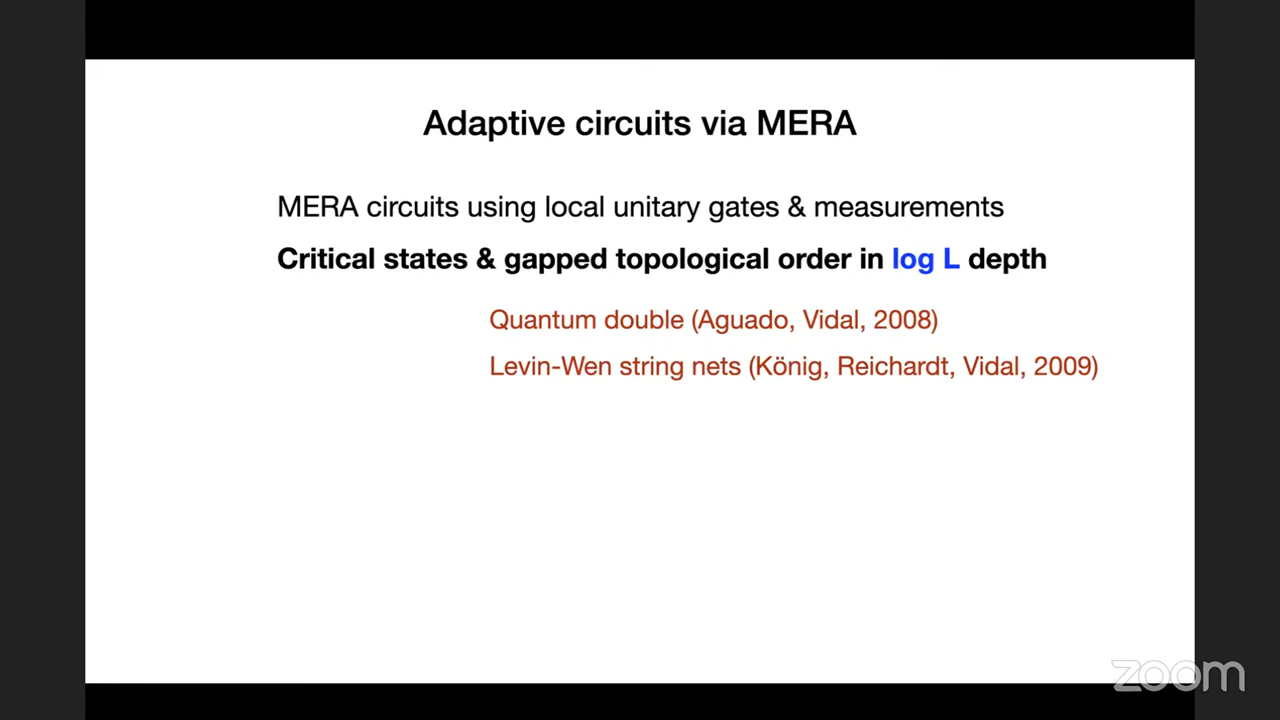 Adaptive circuits via MERA
MERA circuits using local unitary gates & measurements
Critical states & gapped topological order in log L depth
Quantum double (Aguado, Vidal, 2008)
Levin-Wen string nets (König, Reichardt, Vidal, 2009)
zoom